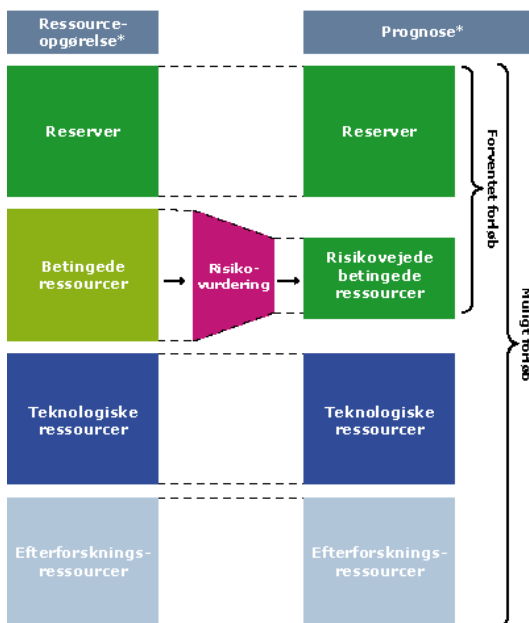 Ressource-
opgørelse*
Prognose*
Reserver
Reserver
Forventet forløb
Betingede
ressourcer
Risiko-
vurdering
Risikovejede
betingede
ressourcer
Muligt forløb
Teknologiske
ressourcer
Teknologiske
ressourcer
Efterforsknings-
ressourcer
Efterforsknings-
ressourcer